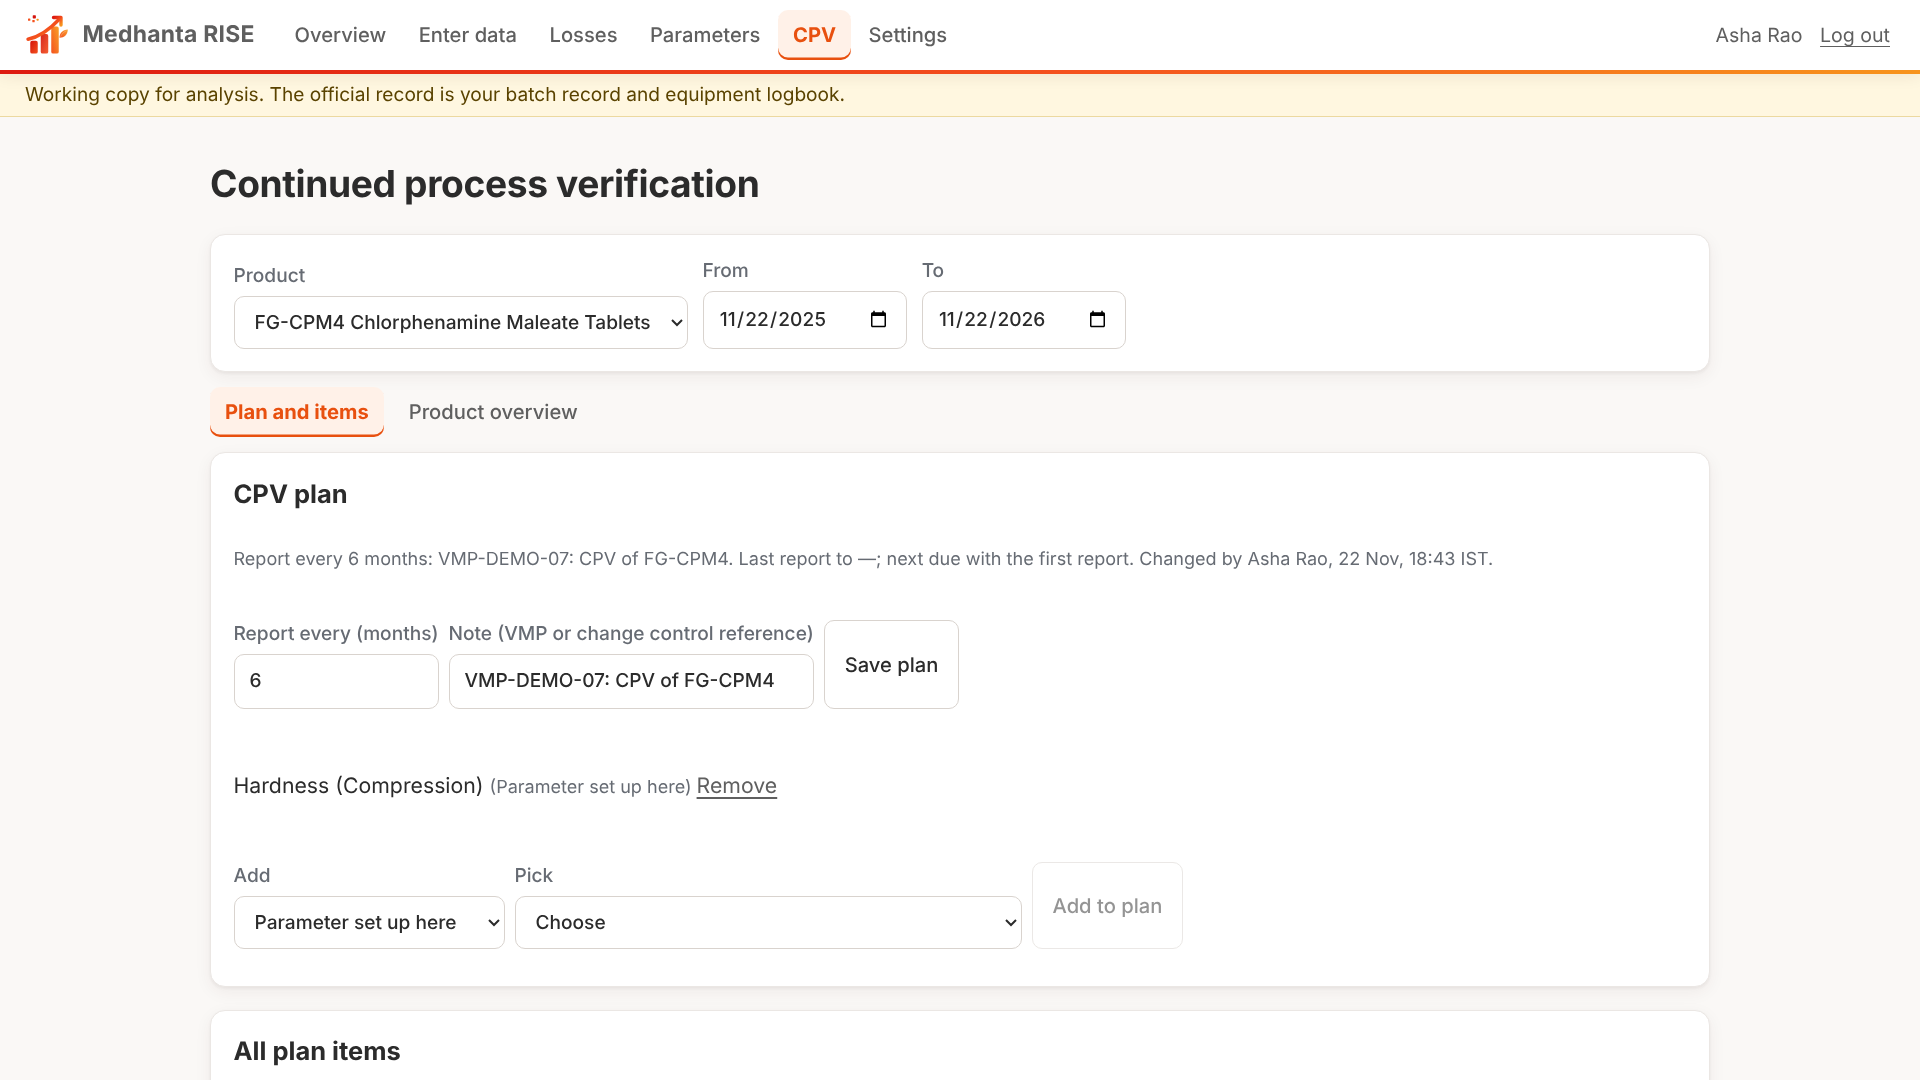 Medhanta RISE Overview Enter data Losses Parameters CPV Settings Asha Rao Log out
Working copy for analysis. The official record is your batch record and equipment logbook.
Continued process verification
Product From To
FG-CPM4 Chlorphenamine Maleate Tablets 11/22/2025 11/22/2026
Plan and items Product overview
CPV plan
Report every 6 months: VMP-DEMO-07: CPV of FG-CPM4. Last report to —; next due with the first report. Changed by Asha Rao, 22 Nov, 18:43 IST.
Report every (months) Note (VMP or change control reference)
6 VMP-DEMO-07: CPV of FG-CPM4 Save plan
Hardness (Compression) (Parameter set up here) Remove
Add Pick
Parameter set up here Choose Add to plan
All plan items